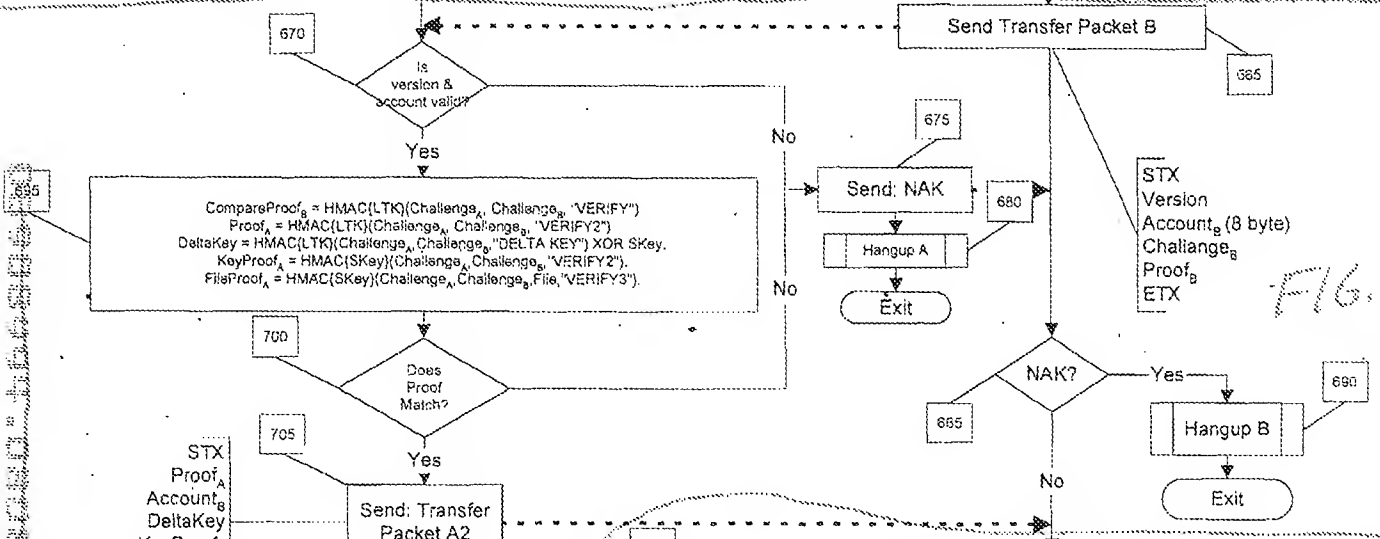 670
Is
version &
account valid?
Send Transfer Packet B
665
Yes
No
675
Send: NAK
680
Hangup A
Exit
STX
Version
Account_B (8 byte)
Challange_B
Proof_B
ETX
FIG.
695
CompareProof_B = HMAC{LTK}(Challenge_A, Challenge_B, "VERIFY")
Proof_A = HMAC{LTK}(Challenge_A, Challenge_B, "VERIFY2")
DeltaKey = HMAC{LTK}(Challenge_A,Challenge_B,"DELTA KEY") XOR SKey.
KeyProof_A = HMAC{SKey}(Challenge_A,Challenge_B,"VERIFY2").
FileProof_A = HMAC{SKey}(Challenge_A,Challenge_B,File,"VERIFY3").
No
700
Does
Proof
Match?
NAK?
Yes
685
690
Hangup B
Exit
705
Yes
No
STX
Proof_A
Account_B
DeltaKey
Send: Transfer
Packet A2